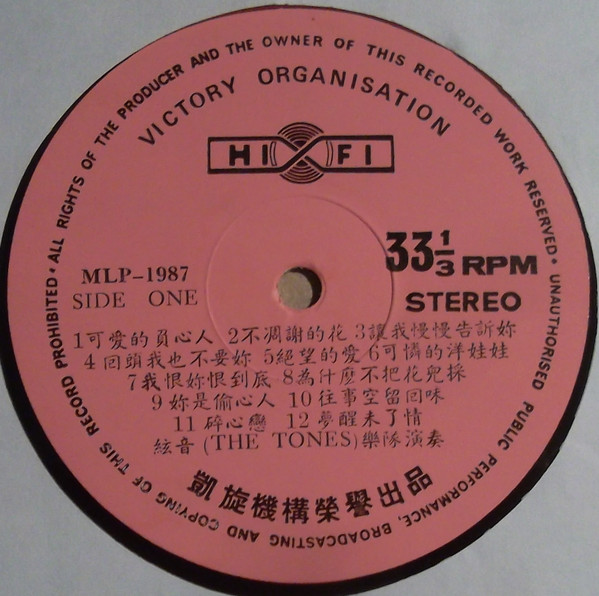 ALL RIGHTS OF THE PRODUCER AND THE OWNER OF THIS RECORDED WORK RESERVED • UNAUTHORISED PUBLIC PERFORMANCE, BROADCASTING AND COPYING OF THIS RECORD PROHIBITED •
VICTORY ORGANISATION
HI FI
33 1/3 RPM
MLP-1987
SIDE ONE
STEREO
1可愛的負心人 2不凋謝的花 3讓我慢慢告訴妳
4回頭我也不要妳 5絕望的愛 6可憐的洋娃娃
7我恨妳恨到底 8為什麼不把花兒採
9妳是偷心人 10往事空留回味
11碎心戀 12夢醒未了情
絃音(THE TONES)樂隊演奏
凱旋機構榮譽出品